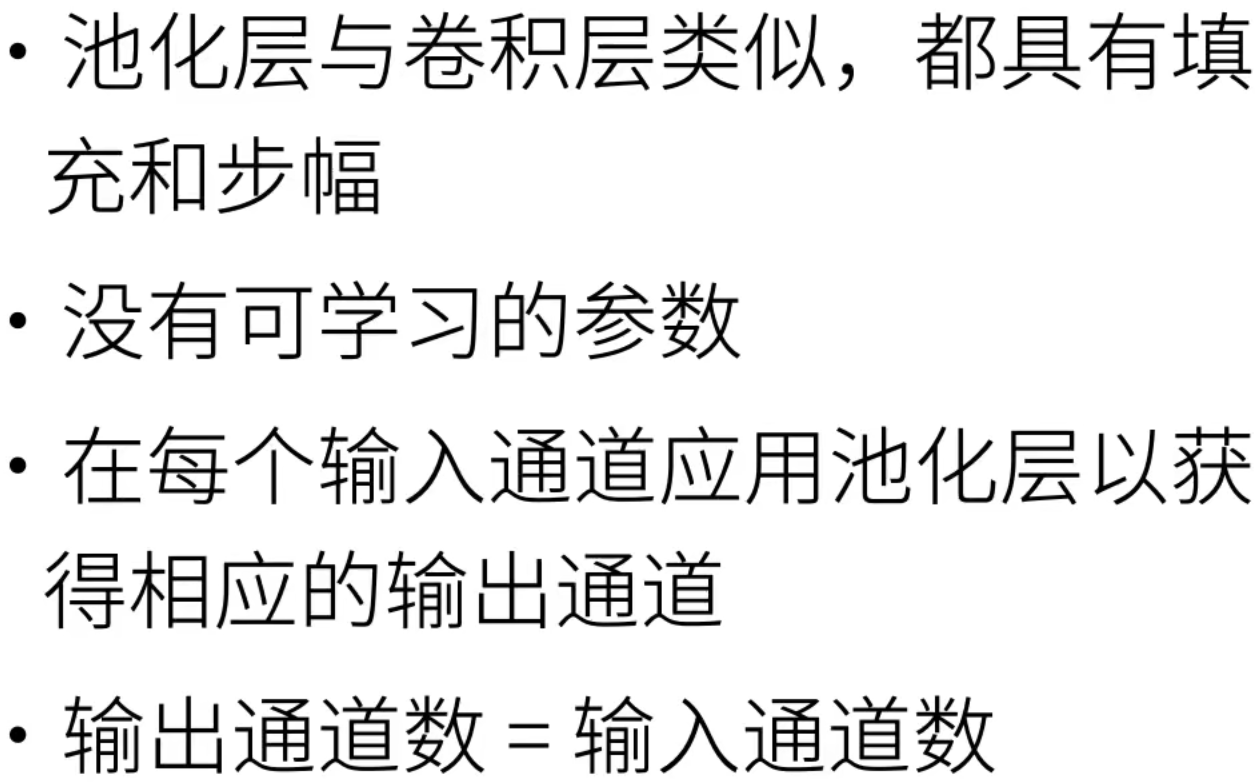 • 池化层与卷积层类似，都具有填
充和步幅
• 没有可学习的参数
• 在每个输入通道应用池化层以获
得相应的输出通道
• 输出通道数 = 输入通道数